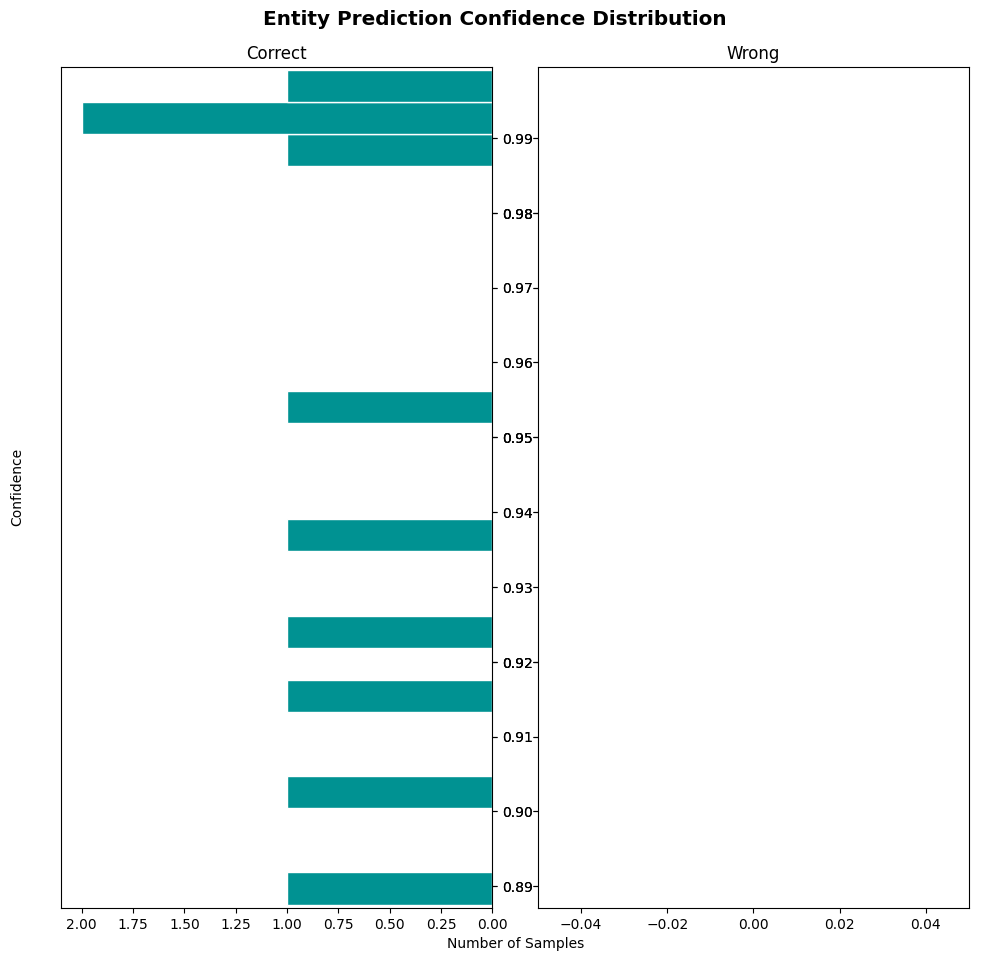 Entity Prediction Confidence Distribution
Correct
Wrong
0.99
0.98
0.97
0.96
0.95
0.94
0.93
0.92
0.91
0.90
0.89
Confidence
2.00 1.75 1.50 1.25 1.00 0.75 0.50 0.25 0.00
−0.04 −0.02 0.00 0.02 0.04
Number of Samples